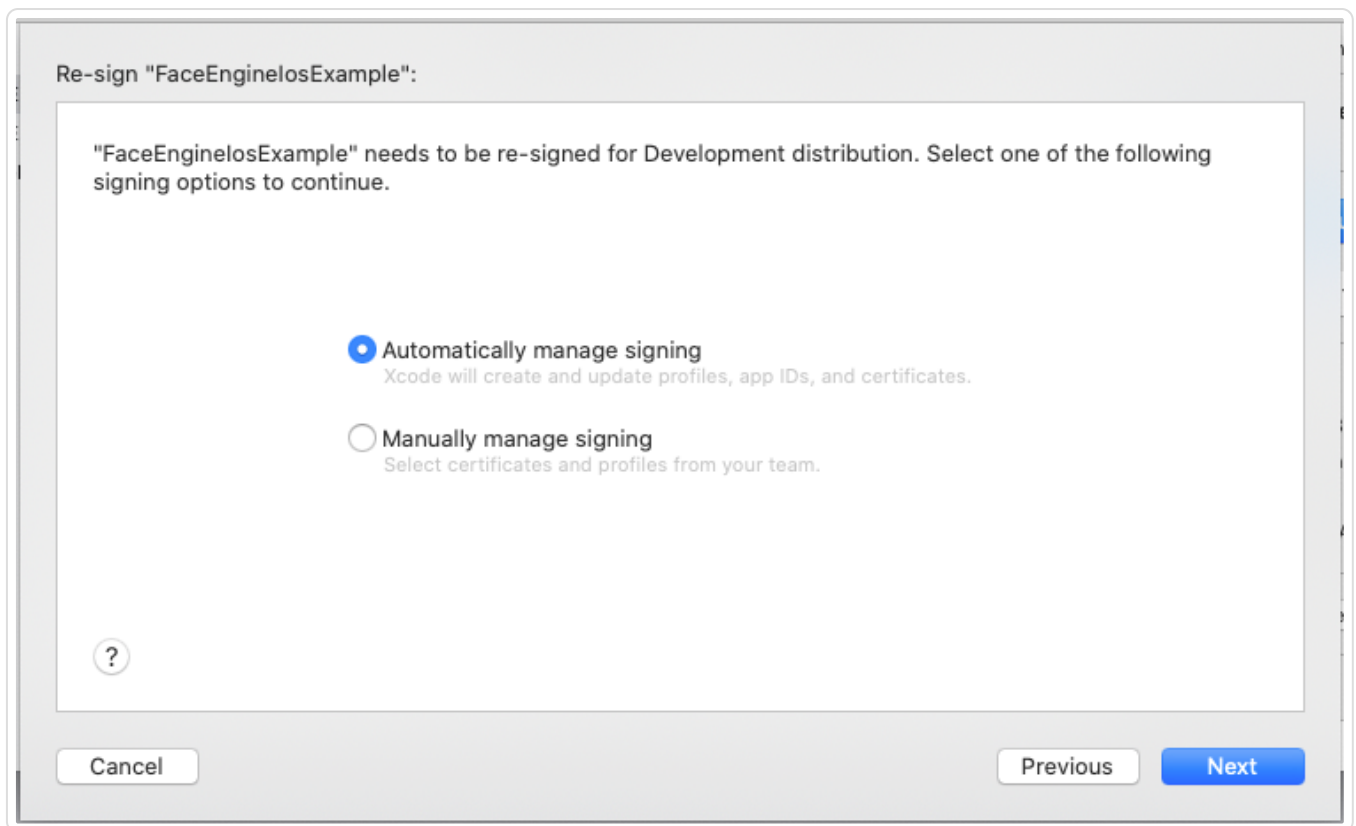 Re-sign "FaceEngineIosExample":
"FaceEngineIosExample" needs to be re-signed for Development distribution. Select one of the following
signing options to continue.
Automatically manage signing
Xcode will create and update profiles, app IDs, and certificates.
Manually manage signing
Select certificates and profiles from your team.
?
Cancel
Previous
Next